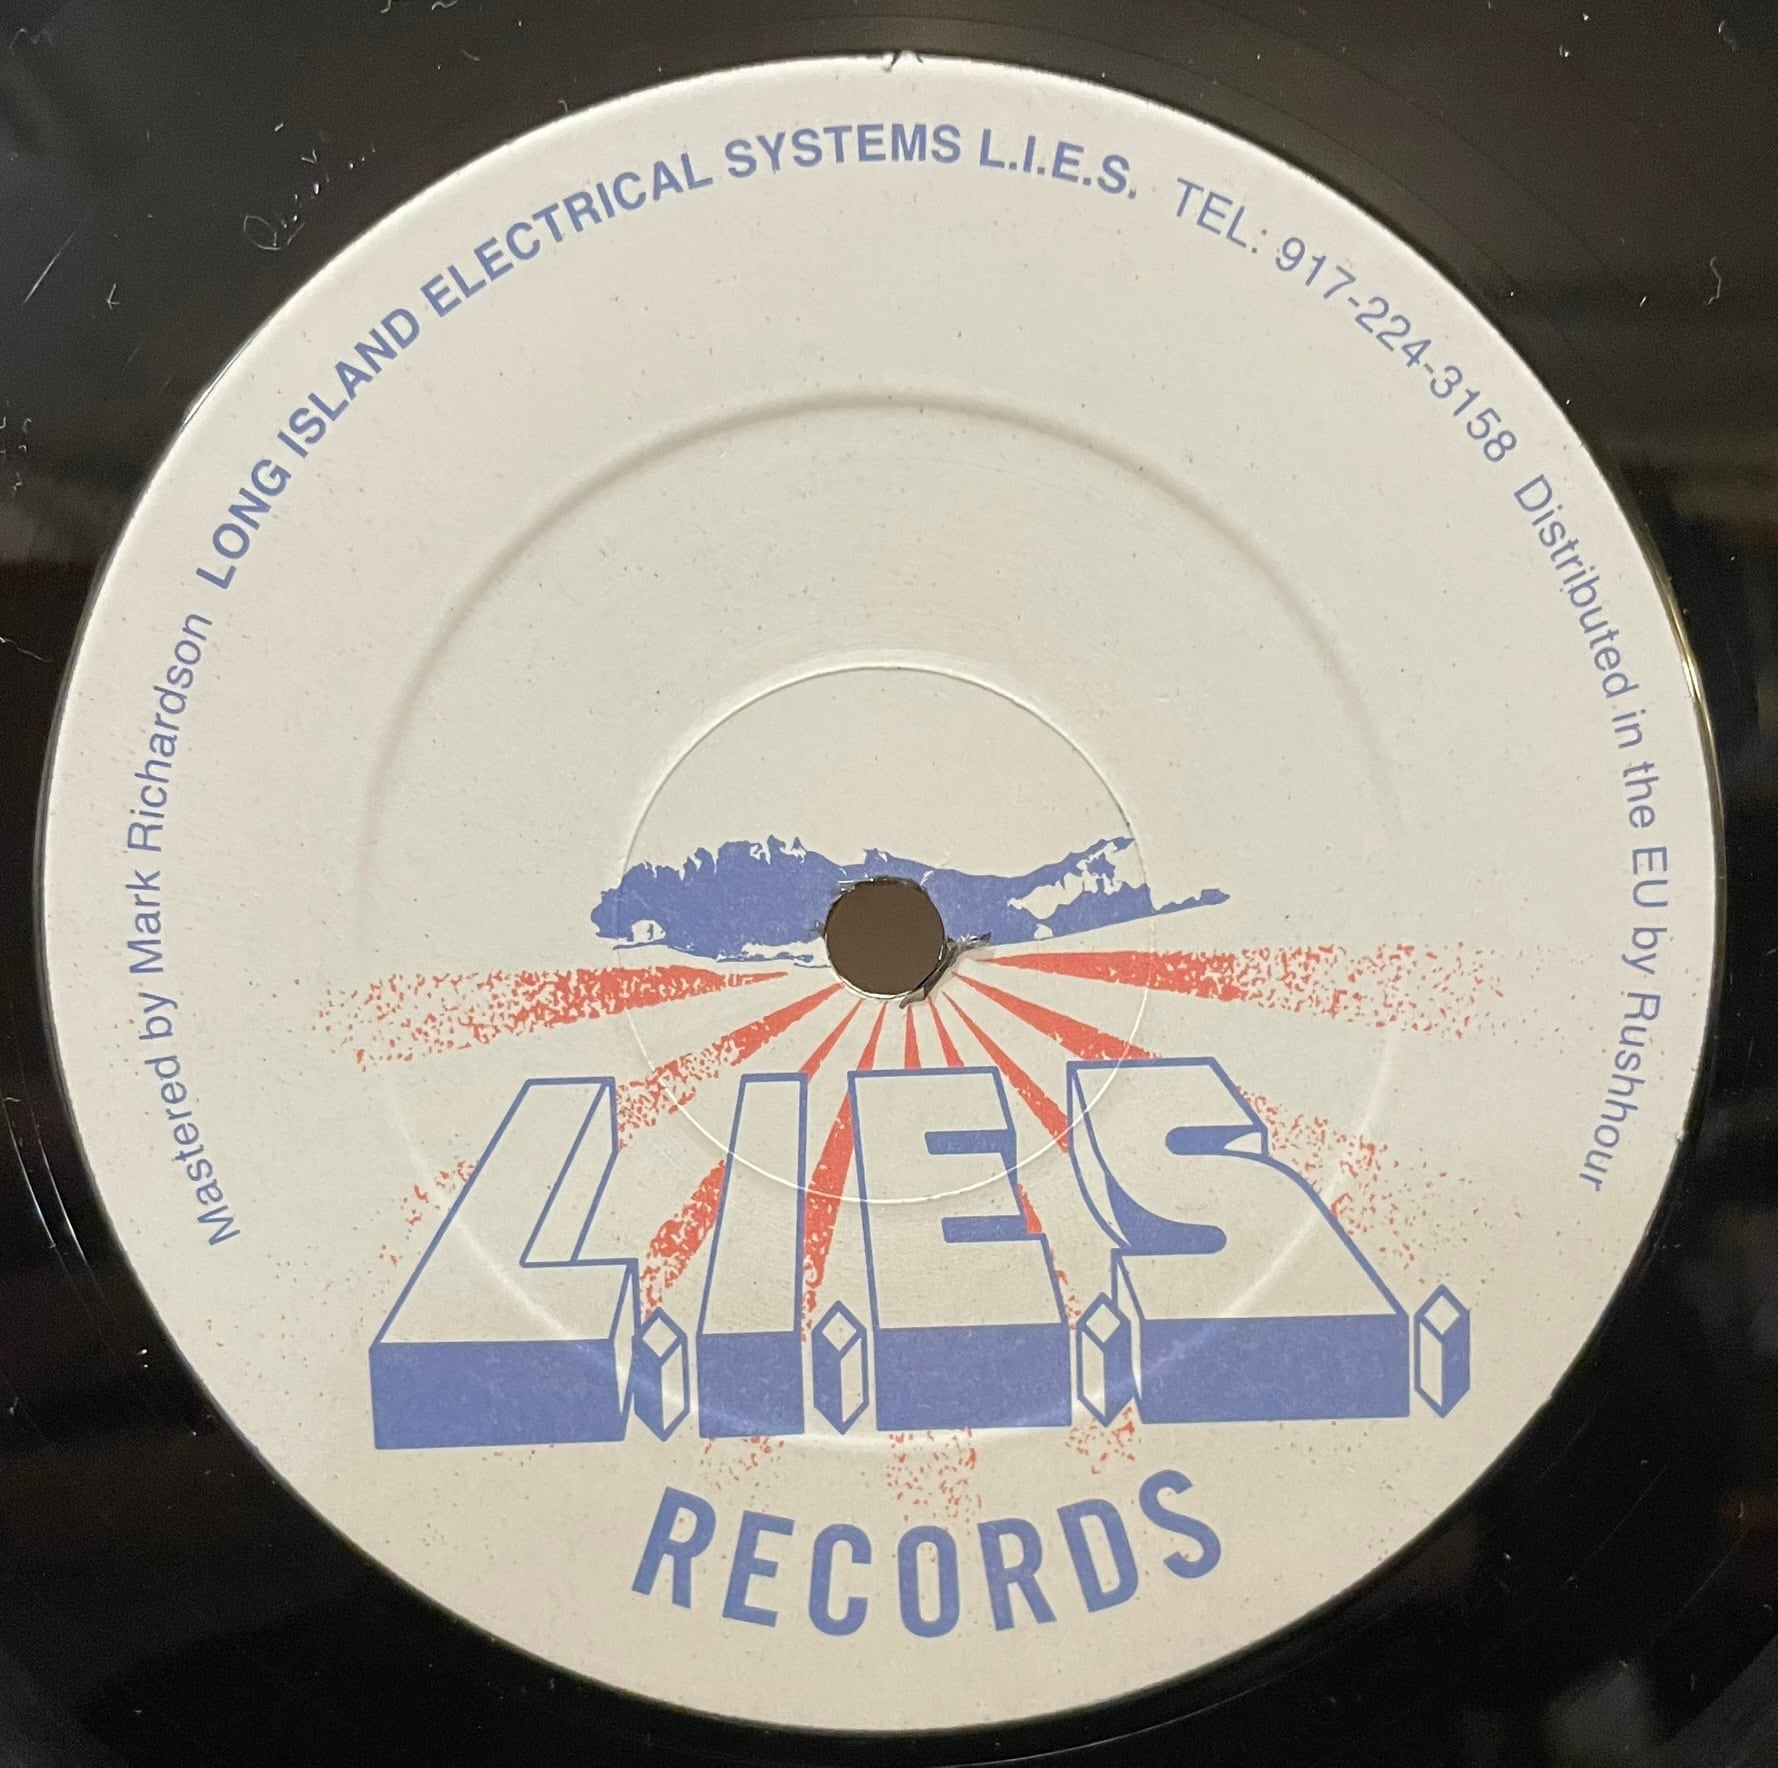 Mastered by Mark Richardson LONG ISLAND ELECTRICAL SYSTEMS L.I.E.S. TEL: 917-224-3158 Distributed in the EU by Rushhour
L.I.E.S.
RECORDS